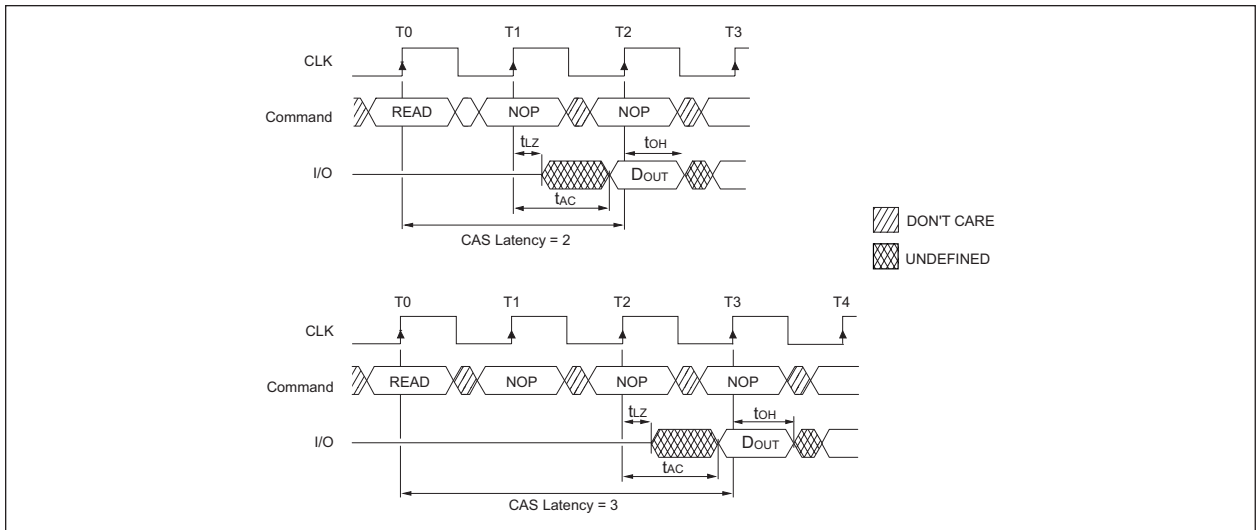 T0 T1 T2 T3
CLK
Command READ NOP NOP
tLZ tOH
I/O DOUT
tAC
CAS Latency = 2
DON'T CARE
UNDEFINED
T0 T1 T2 T3 T4
CLK
Command READ NOP NOP NOP
tLZ tOH
I/O DOUT
tAC
CAS Latency = 3